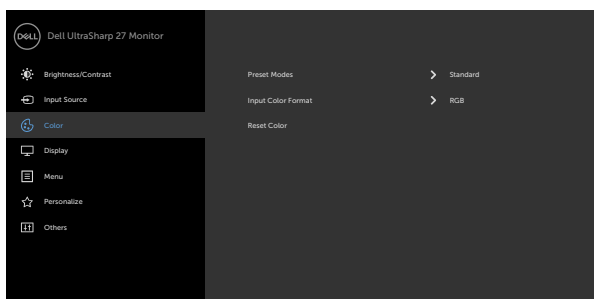 DELL Dell UltraSharp 27 Monitor
Brightness/Contrast Preset Modes Standard
Input Source Input Color Format RGB
Color Reset Color
Display
Menu
Personalize
Others